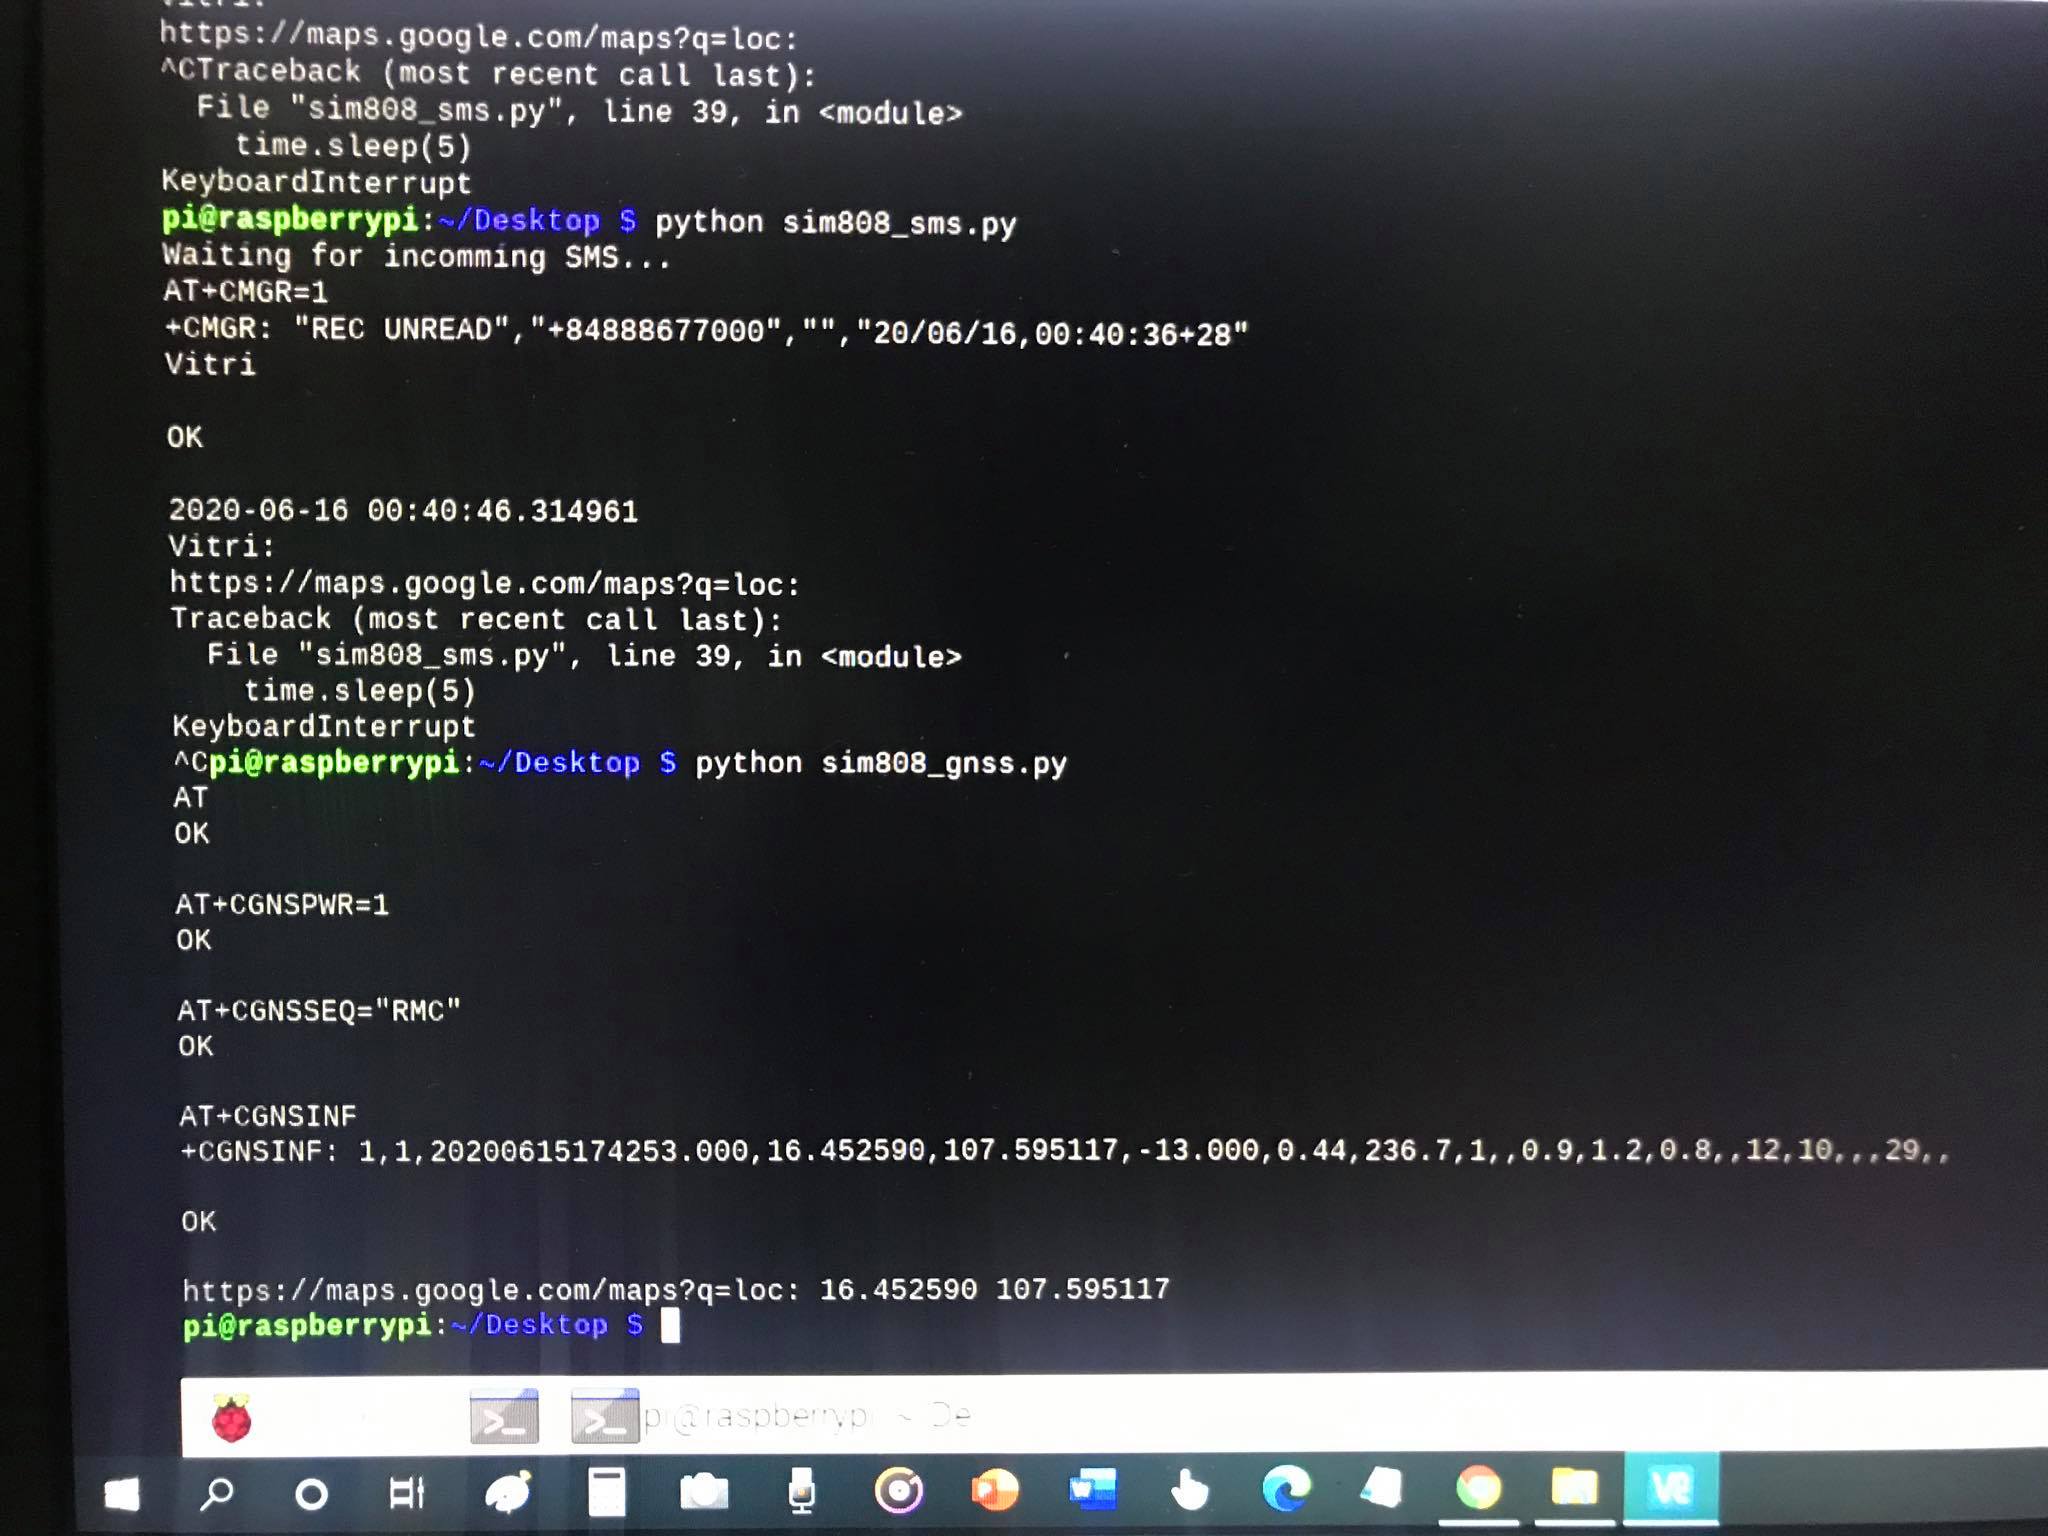 Vitri:
https://maps.google.com/maps?q=loc:
^CTraceback (most recent call last):
  File "sim808_sms.py", line 39, in <module>
    time.sleep(5)
KeyboardInterrupt
pi@raspberrypi:~/Desktop $ python sim808_sms.py
Waiting for incomming SMS...
AT+CMGR=1
+CMGR: "REC UNREAD","+84888677000","","20/06/16,00:40:36+28"
Vitri
OK
2020-06-16 00:40:46.314961
Vitri:
https://maps.google.com/maps?q=loc:
Traceback (most recent call last):
  File "sim808_sms.py", line 39, in <module>
    time.sleep(5)
KeyboardInterrupt
^Cpi@raspberrypi:~/Desktop $ python sim808_gnss.py
AT
OK
AT+CGNSPWR=1
OK
AT+CGNSSEQ="RMC"
OK
AT+CGNSINF
+CGNSINF: 1,1,20200615174253.000,16.452590,107.595117,-13.000,0.44,236.7,1,,0.9,1.2,0.8,,12,10,,,29,,
OK
https://maps.google.com/maps?q=loc: 16.452590 107.595117
pi@raspberrypi:~/Desktop $
pi@raspberrypi ~ De